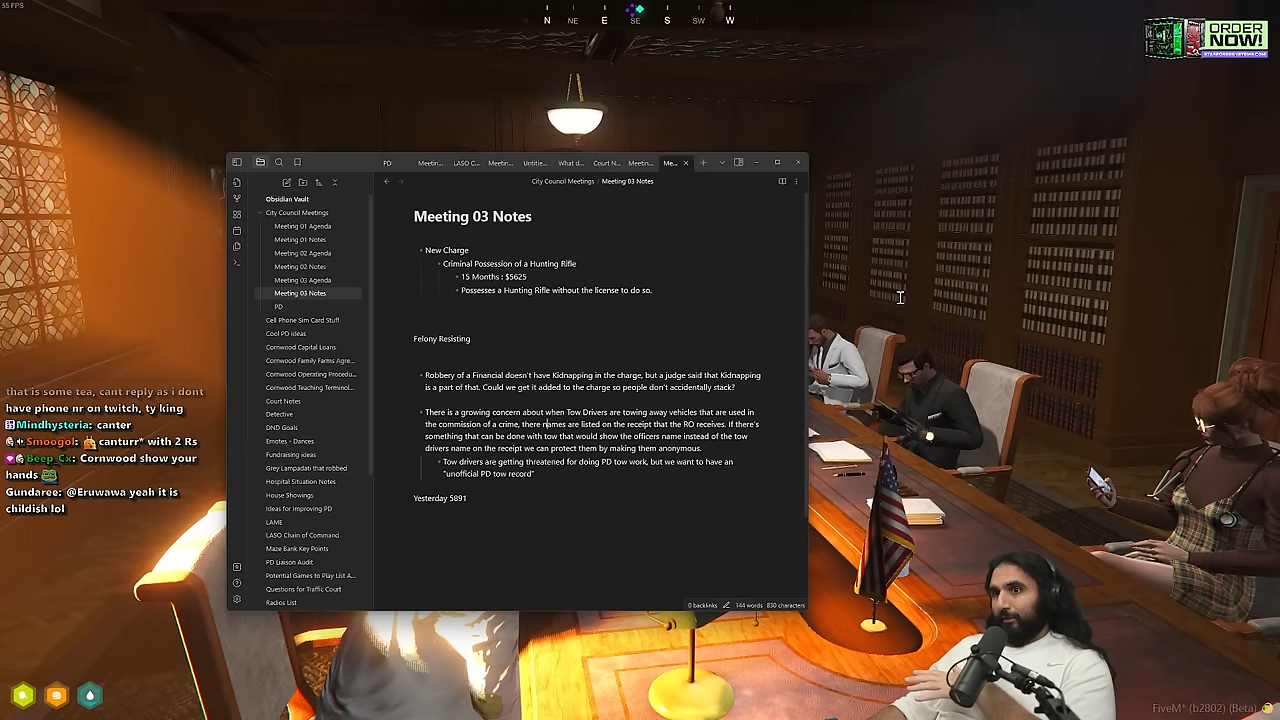 55 FPS
N NE E SE S SW W
ORDER
NOW!
PD Meetin... LASO C... Meetin... Untitle... What d... Court N... Meetin... Me...
City Council Meetings / Meeting 03 Notes
Obsidian Vault
City Council Meetings
Meeting 01 Agenda
Meeting 01 Notes
Meeting 02 Agenda
Meeting 02 Notes
Meeting 03 Agenda
Meeting 03 Notes
PD
Cell Phone Sim Card Stuff
Cool PD Ideas
Cornwood Capital Loans
Cornwood Family Farms Agre...
Cornwood Operating Procedu...
Cornwood Teaching Terminol...
Court Notes
Detective
DND Goals
Emotes - Dances
Fundraising ideas
Grey Lampadati that robbed
Hospital Situation Notes
House Showings
Ideas for Improving PD
LAME
LASO Chain of Command
Maze Bank Key Points
PD Liaison Audit
Potential Games to Play List A...
Questions for Traffic Court
Radios List
Meeting 03 Notes
New Charge
Criminal Possession of a Hunting Rifle
15 Months : $5625
Possesses a Hunting Rifle without the license to do so.
Felony Resisting
Robbery of a Financial doesn't have Kidnapping in the charge, but a judge said that Kidnapping
is a part of that. Could we get it added to the charge so people don't accidentally stack?
There is a growing concern about when Tow Drivers are towing away vehicles that are used in
the commission of a crime, there names are listed on the receipt that the RO receives. If there's
something that can be done with tow that would show the officers name instead of the tow
drivers name on the receipt we can protect them by making them anonymous.
Tow drivers are getting threatened for doing PD tow work, but we want to have an
"unofficial PD tow record"
Yesterday 5891
0 backlinks 144 words 830 characters
that is some tea, cant reply as i dont
have phone nr on twitch, ty king
Mindhysteria: canter
Smoogol: canturr* with 2 Rs
Beep_Cx: Cornwood show your
hands
Gundaree: @Eruwawa yeah it is
childish lol
FiveM* (b2802) (Beta)